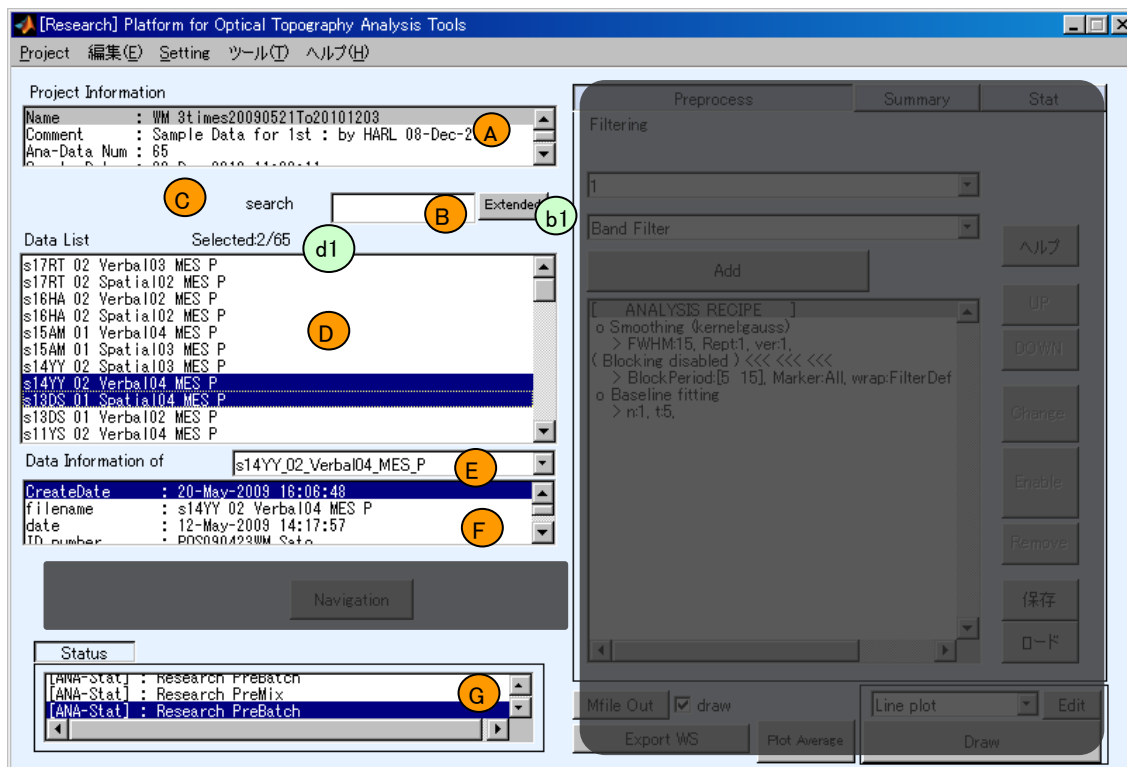 [Research] Platform for Optical Topography Analysis Tools
Project 編集(E) Setting ツール(T) ヘルプ(H)
Project Information
Name : WM 3times20090521To20101203
Comment : Sample Data for 1st : by HARL 08-Dec-2
Ana-Data Num : 65
A
C
search
B
Extended
b1
Data List
Selected:2/65
d1
s17RT 02 Verbal03 MES P
s17RT 02 Spatial02 MES P
s16HA 02 Verbal02 MES P
s16HA 02 Spatial02 MES P
s15AM 01 Verbal04 MES P
s15AM 01 Spatial03 MES P
s14YY 02 Spatial03 MES P
s14YY 02 Verbal04 MES P
s13DS 01 Spatial04 MES P
s13DS 01 Verbal02 MES P
s11YS 02 Verbal04 MES P
D
Data Information of
s14YY_02_Verbal04_MES_P
E
CreateDate : 20-May-2009 16:06:48
filename : s14YY 02 Verbal04 MES P
date : 12-May-2009 14:17:57
ID number : POS090423WM Sato
F
Navigation
Status
[ANA-Stat] : Research PreBatch
[ANA-Stat] : Research PreMix
[ANA-Stat] : Research PreBatch
G
Preprocess
Summary
Stat
Filtering
1
Band Filter
Add
[ ANALYSIS RECIPE ]
o Smoothing (kernel:gauss)
> FWHM:15, Rept:1, ver:1,
( Blocking disabled ) <<< <<< <<<
> BlockPeriod:[5 15], Marker:All, wrap:FilterDef
o Baseline fitting
> n:1, t:5,
ヘルプ
UP
DOWN
Change
Enable
Remove
保存
ロード
Mfile Out
draw
Export WS
Plot Average
Line plot
Edit
Draw